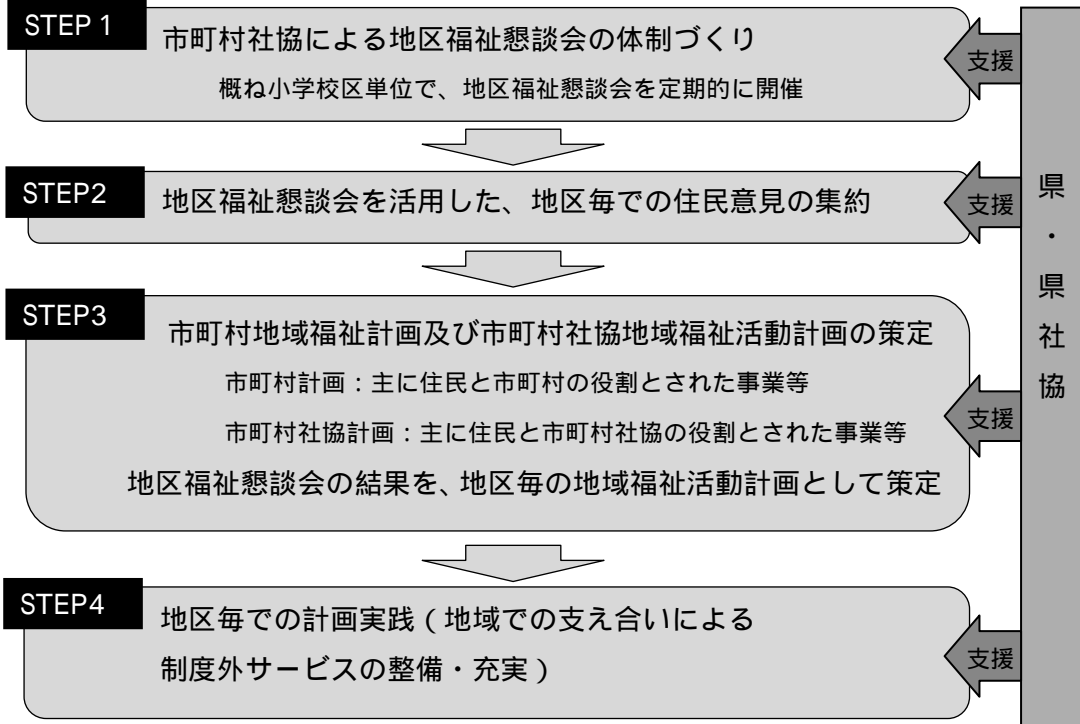 STEP 1
市町村社協による地区福祉懇談会の体制づくり
概ね小学校区単位で、地区福祉懇談会を定期的に開催
支援
STEP2
地区福祉懇談会を活用した、地区毎での住民意見の集約
支援
STEP3
市町村地域福祉計画及び市町村社協地域福祉活動計画の策定
市町村計画：主に住民と市町村の役割とされた事業等
市町村社協計画：主に住民と市町村社協の役割とされた事業等
地区福祉懇談会の結果を、地区毎の地域福祉活動計画として策定
支援
STEP4
地区毎での計画実践（地域での支え合いによる
制度外サービスの整備・充実）
支援
県・県社協